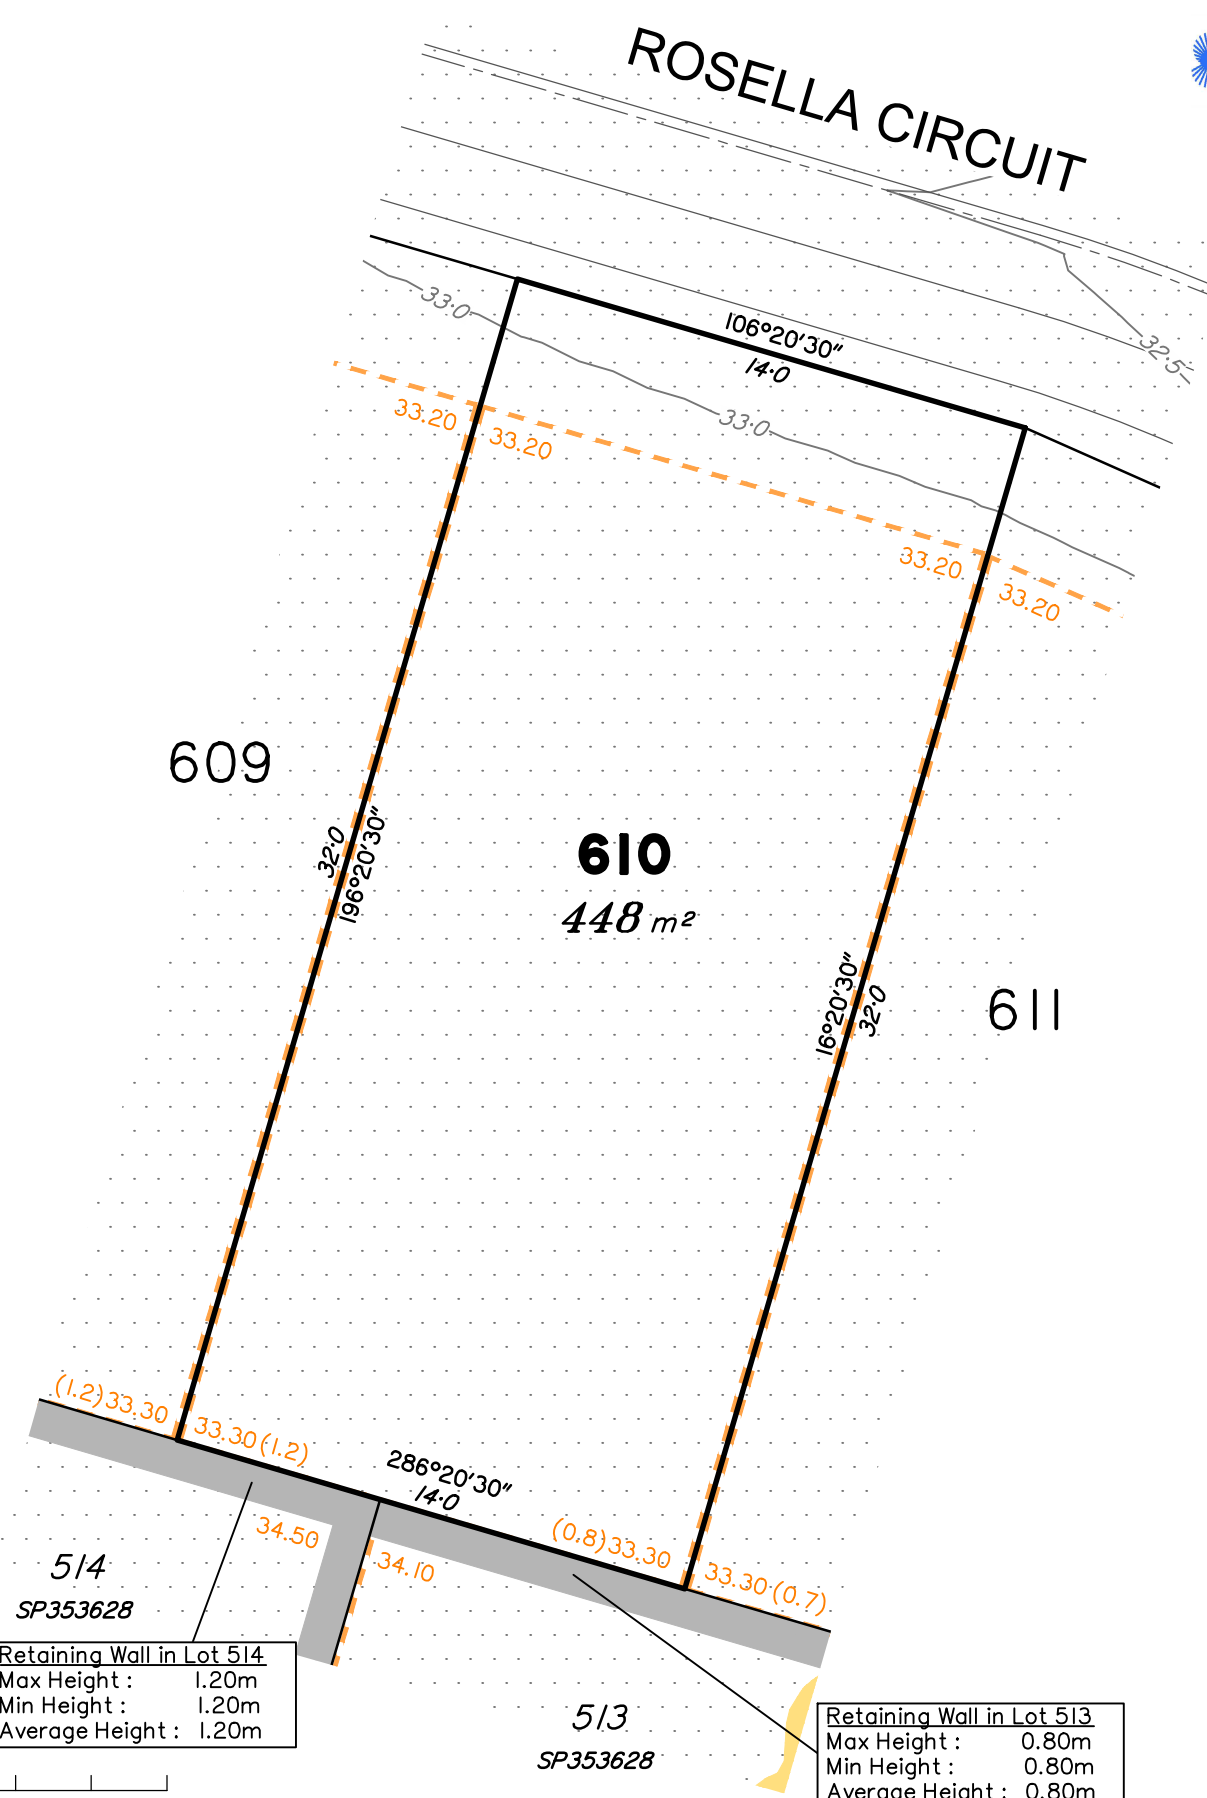 ROSELLA CIRCUIT
33·0
106°20'30"
14·0
32·5
33·0
33.20
33.20
33.20
33.20
609
32·0
196°20'30"
610
448 m²
16°20'30"
32·0
611
(1.2)33.30
33.30(1.2)
286°20'30"
14·0
(0.8)33.30
33.30(0.7)
34.50
34.10
514
SP353628
Retaining Wall in Lot 514
Max Height : 1.20m
Min Height : 1.20m
Average Height : 1.20m
513
SP353628
Retaining Wall in Lot 513
Max Height : 0.80m
Min Height : 0.80m
Average Height : 0.80m